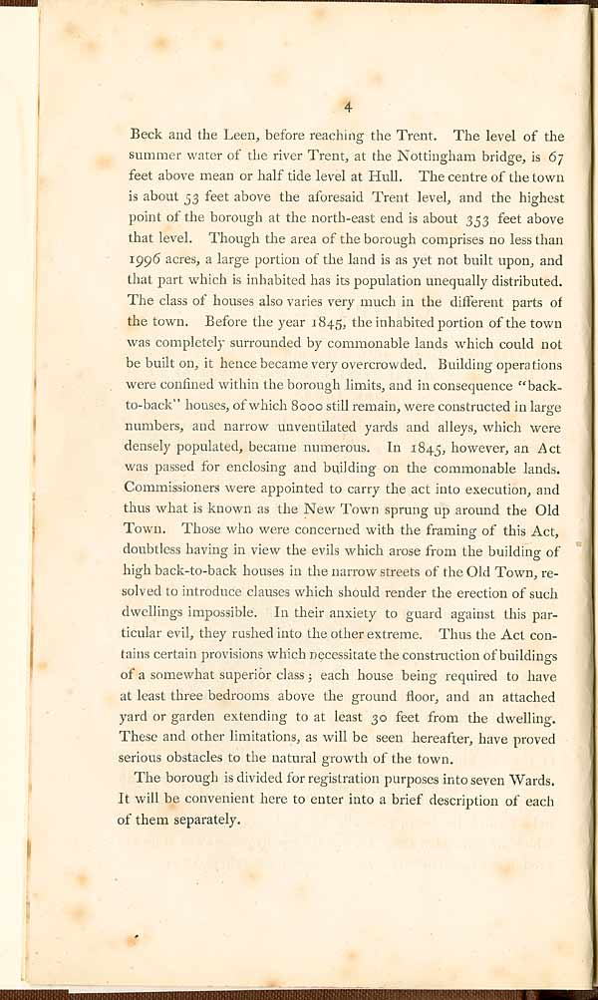 4
Beck and the Leen, before reaching the Trent. The level of the
summer water of the river Trent, at the Nottingham bridge, is 67
feet above mean or half tide level at Hull. The centre of the town
is about 53 feet above the aforesaid Trent level, and the highest
point of the borough at the north-east end is about 353 feet above
that level. Though the area of the borough comprises no less than
1996 acres, a large portion of the land is as yet not built upon, and
that part which is inhabited has its population unequally distributed.
The class of houses also varies very much in the different parts of
the town. Before the year 1845, the inhabited portion of the town
was completely surrounded by commonable lands which could not
be built on, it hence became very overcrowded. Building operations
were confined within the borough limits, and in consequence "back-
to-back" houses, of which 8000 still remain, were constructed in large
numbers, and narrow unventilated yards and alleys, which were
densely populated, became numerous. In 1845, however, an Act
was passed for enclosing and building on the commonable lands.
Commissioners were appointed to carry the act into execution, and
thus what is known as the New Town sprung up around the Old
Town. Those who were concerned with the framing of this Act,
doubtless having in view the evils which arose from the building of
high back-to-back houses in the narrow streets of the Old Town, re-
solved to introduce clauses which should render the erection of such
dwellings impossible. In their anxiety to guard against this par-
ticular evil, they rushed into the other extreme. Thus the Act con-
tains certain provisions which necessitate the construction of buildings
of a somewhat superior class; each house being required to have
at least three bedrooms above the ground floor, and an attached
yard or garden extending to at least 30 feet from the dwelling.
These and other limitations, as will be seen hereafter, have proved
serious obstacles to the natural growth of the town.
The borough is divided for registration purposes into seven Wards.
It will be convenient here to enter into a brief description of each
of them separately.